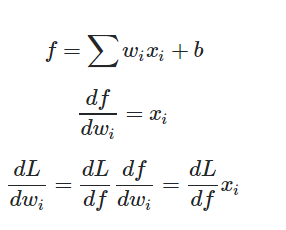 f = ∑ wᵢxᵢ + b
df/dwᵢ = xᵢ
dL/dwᵢ = dL/df df/dwᵢ = dL/df xᵢ